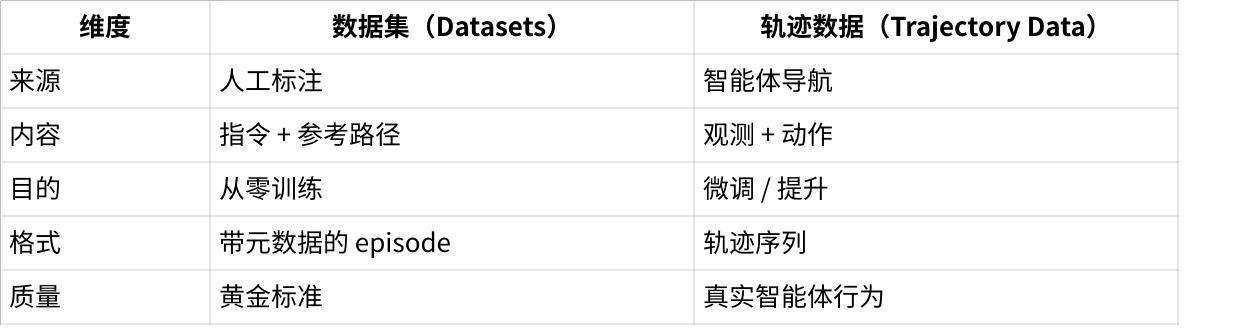 维度 数据集（Datasets） 轨迹数据（Trajectory Data）
来源 人工标注 智能体导航
内容 指令 + 参考路径 观测 + 动作
目的 从零训练 微调 / 提升
格式 带元数据的 episode 轨迹序列
质量 黄金标准 真实智能体行为